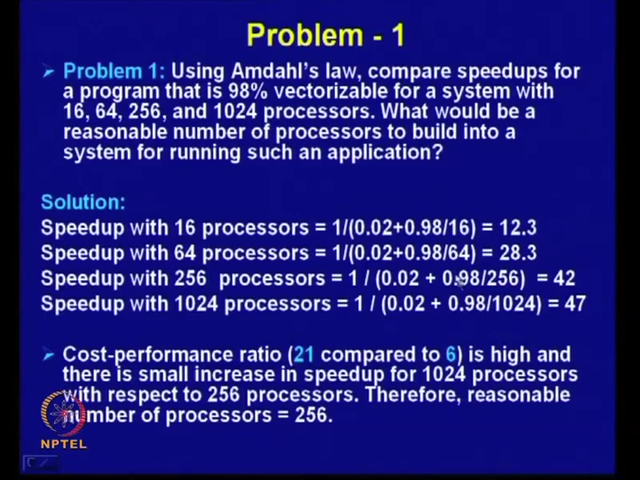 Problem - 1
Problem 1: Using Amdahl's law, compare speedups for
a program that is 98% vectorizable for a system with
16, 64, 256, and 1024 processors. What would be a
reasonable number of processors to build into a
system for running such an application?
Solution:
Speedup with 16 processors = 1/(0.02+0.98/16) = 12.3
Speedup with 64 processors = 1/(0.02+0.98/64) = 28.3
Speedup with 256 processors = 1 / (0.02 + 0.98/256) = 42
Speedup with 1024 processors = 1 / (0.02 + 0.98/1024) = 47
Cost-performance ratio (21 compared to 6) is high and
there is small increase in speedup for 1024 processors
with respect to 256 processors. Therefore, reasonable
number of processors = 256.
NPTEL